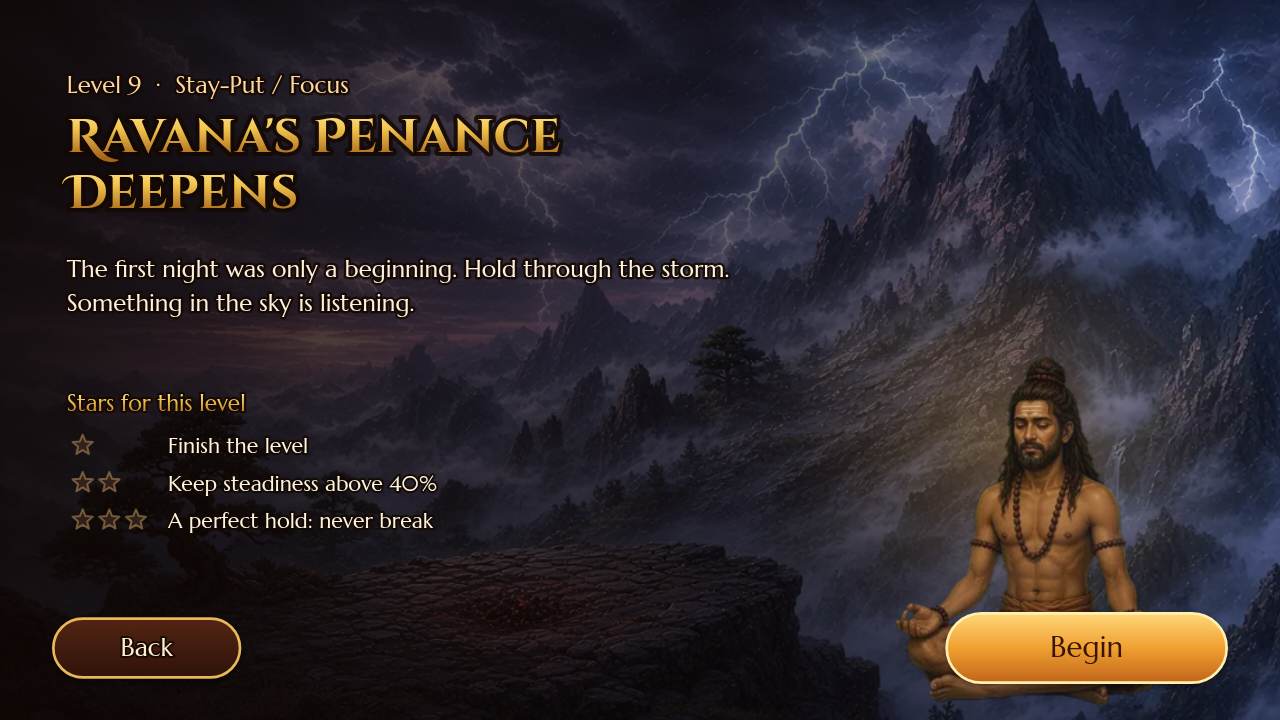 Level 9 · Stay-Put / Focus
Ravana's Penance
Deepens
The first night was only a beginning. Hold through the storm.
Something in the sky is listening.
Stars for this level
Finish the level
Keep steadiness above 40%
A perfect hold: never break
Back
Begin